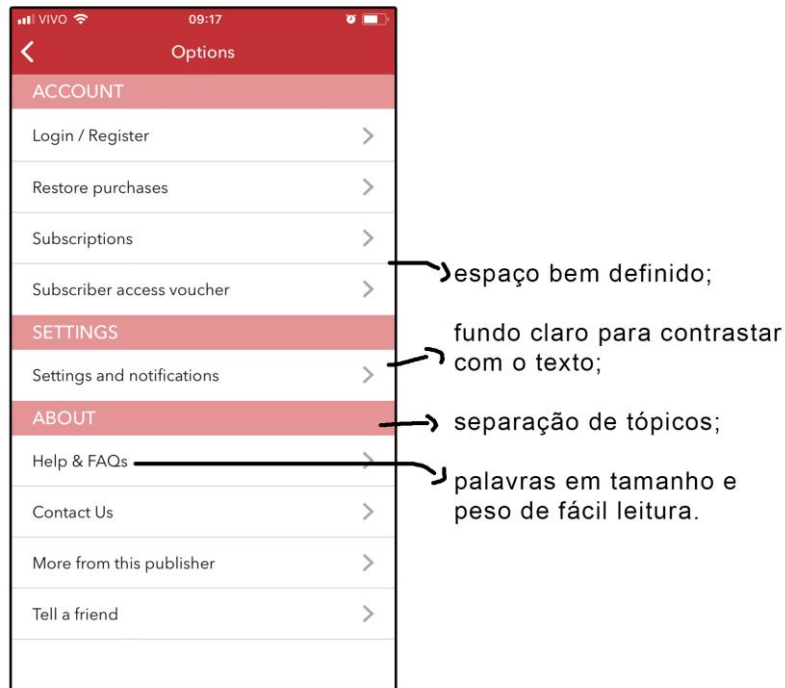 VIVO 09:17
Options
ACCOUNT
Login / Register
Restore purchases
Subscriptions
Subscriber access voucher
SETTINGS
Settings and notifications
ABOUT
Help & FAQs
Contact Us
More from this publisher
Tell a friend
espaço bem definido;
fundo claro para contrastar
com o texto;
separação de tópicos;
palavras em tamanho e
peso de fácil leitura.